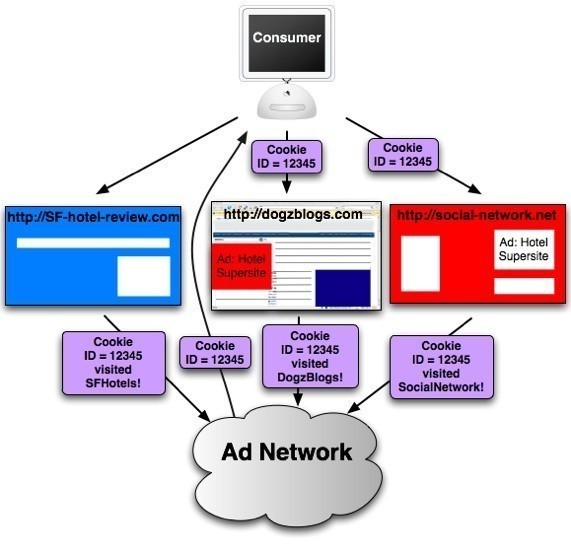 Consumer
Cookie
ID = 12345
Cookie
ID = 12345
http://SF-hotel-review.com
http://dogzblogs.com
http://social-network.net
Ad: Hotel
Supersite
Ad: Hotel
Supersite
Cookie
ID = 12345
visited
SFHotels!
Cookie
ID = 12345
Cookie
ID = 12345
visited
DogzBlogs!
Cookie
ID = 12345
visited
SocialNetwork!
Ad Network